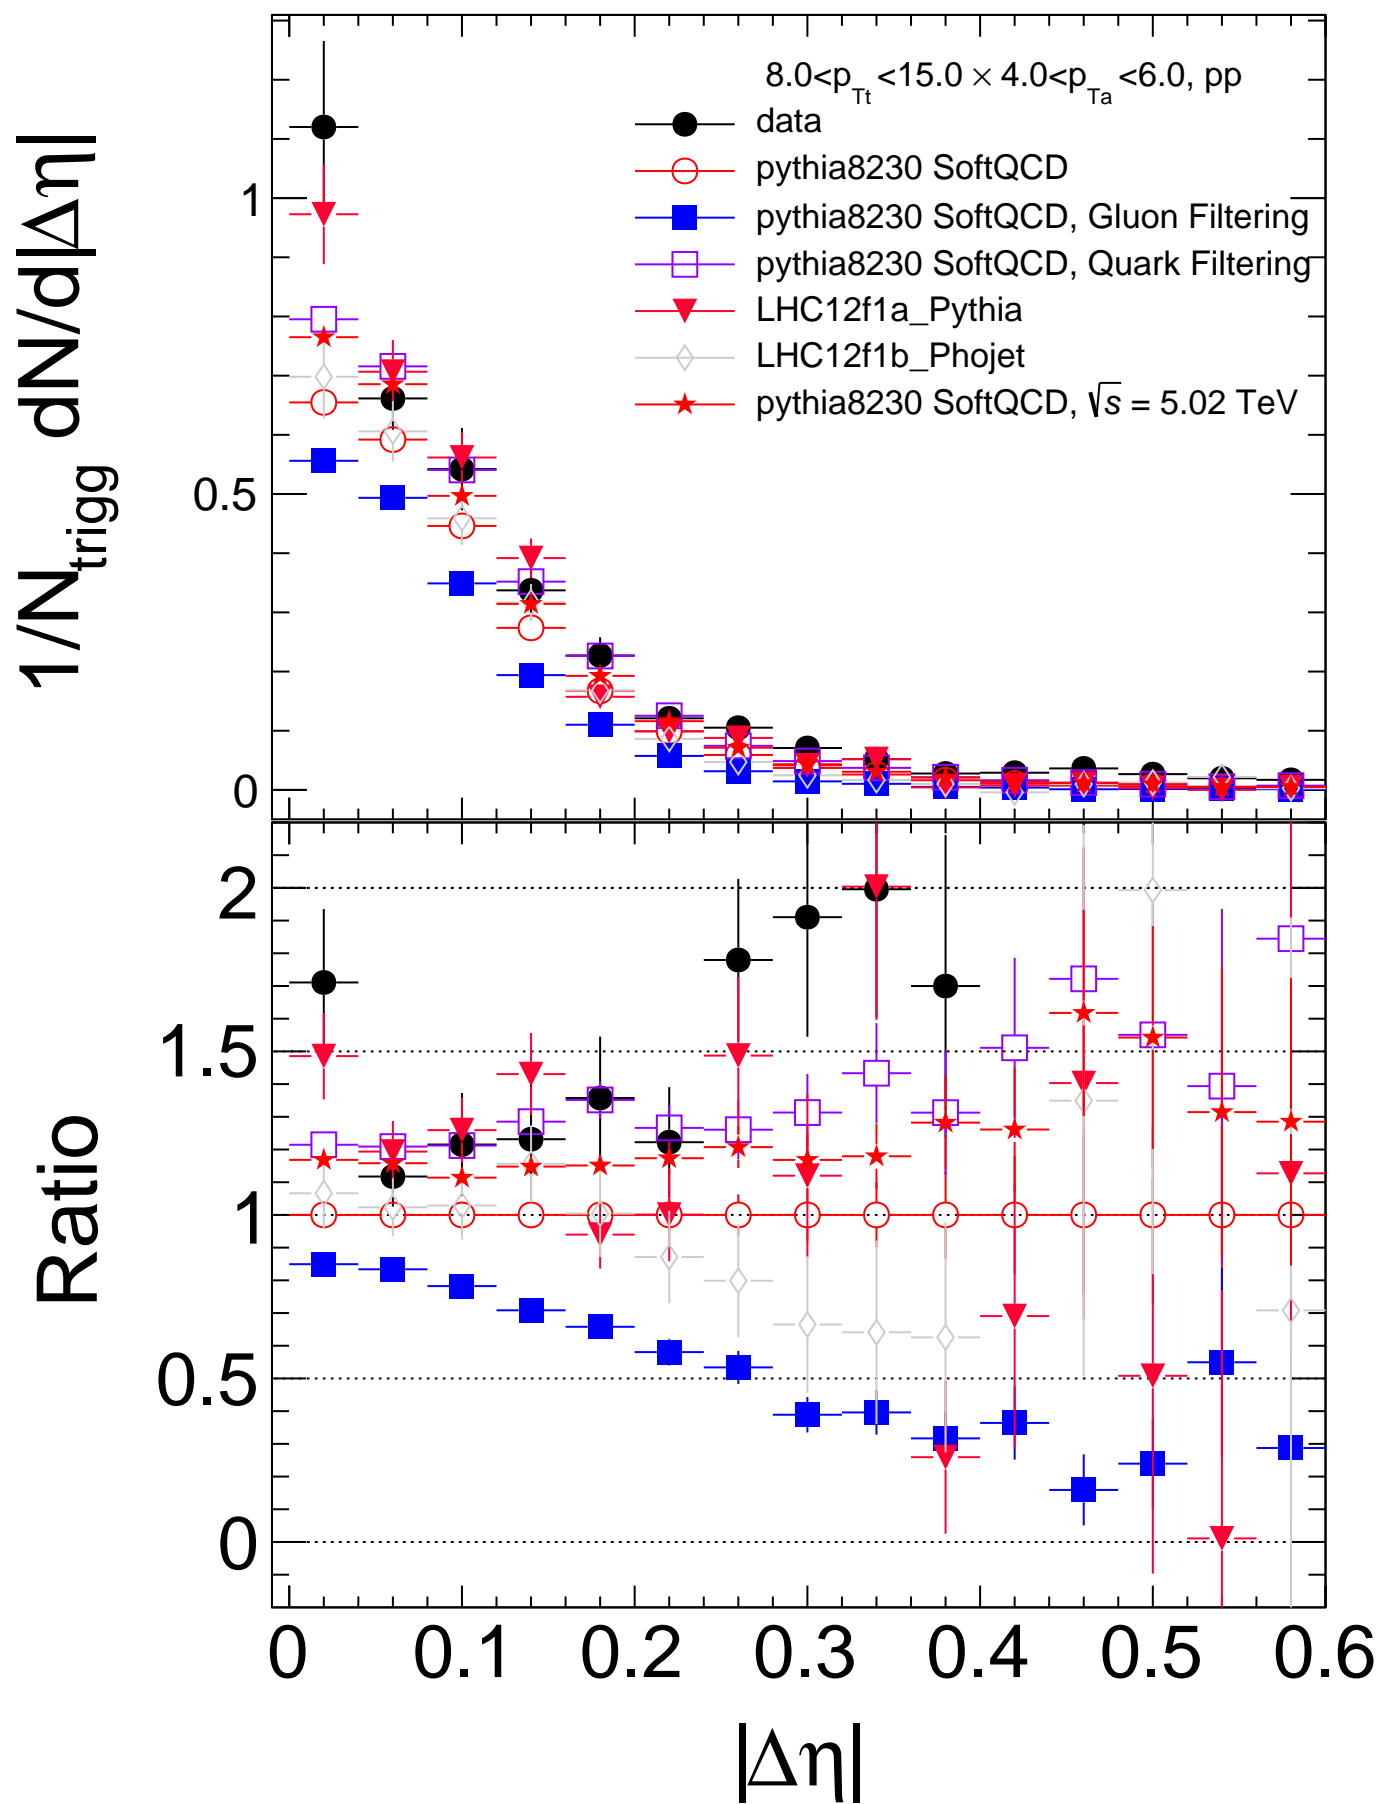 8.0<p_Tt<15.0 × 4.0<p_Ta<6.0, pp
data
pythia8230 SoftQCD
pythia8230 SoftQCD, Gluon Filtering
pythia8230 SoftQCD, Quark Filtering
LHC12f1a_Pythia
LHC12f1b_Phojet
pythia8230 SoftQCD, √s = 5.02 TeV
1/N_trigg dN/d|Δη|
1
0.5
0
Ratio
2
1.5
1
0.5
0
0 0.1 0.2 0.3 0.4 0.5 0.6
|Δη|